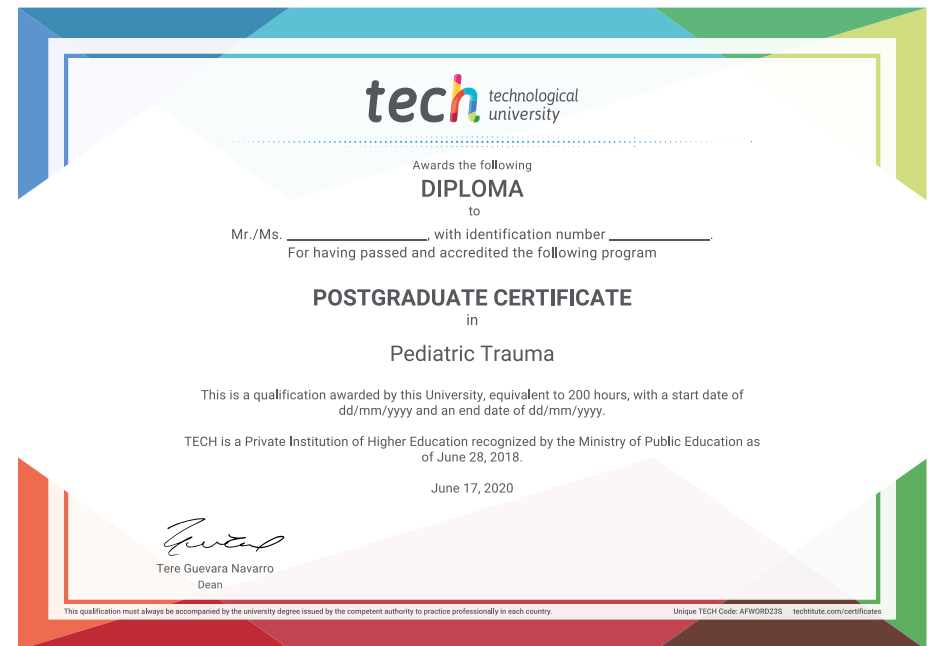 tech technological
university
Awards the following
DIPLOMA
to
Mr./Ms. ____________________, with identification number ______________.
For having passed and accredited the following program
POSTGRADUATE CERTIFICATE
in
Pediatric Trauma
This is a qualification awarded by this University, equivalent to 200 hours, with a start date of
dd/mm/yyyy and an end date of dd/mm/yyyy.
TECH is a Private Institution of Higher Education recognized by the Ministry of Public Education as
of June 28, 2018.
June 17, 2020
Tere Guevara Navarro
Dean
This qualification must always be accompanied by the university degree issued by the competent authority to practice professionally in each country.
Unique TECH Code: AFWORD23S techtitute.com/certificates